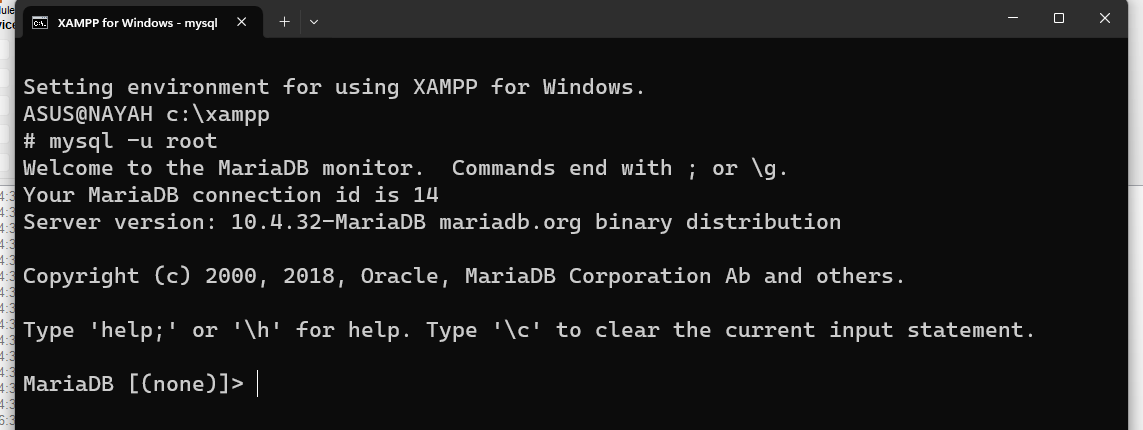 XAMPP for Windows - mysql
Setting environment for using XAMPP for Windows.
ASUS@NAYAH c:\xampp
# mysql -u root
Welcome to the MariaDB monitor.  Commands end with ; or \g.
Your MariaDB connection id is 14
Server version: 10.4.32-MariaDB mariadb.org binary distribution
Copyright (c) 2000, 2018, Oracle, MariaDB Corporation Ab and others.
Type 'help;' or '\h' for help. Type '\c' to clear the current input statement.
MariaDB [(none)]>